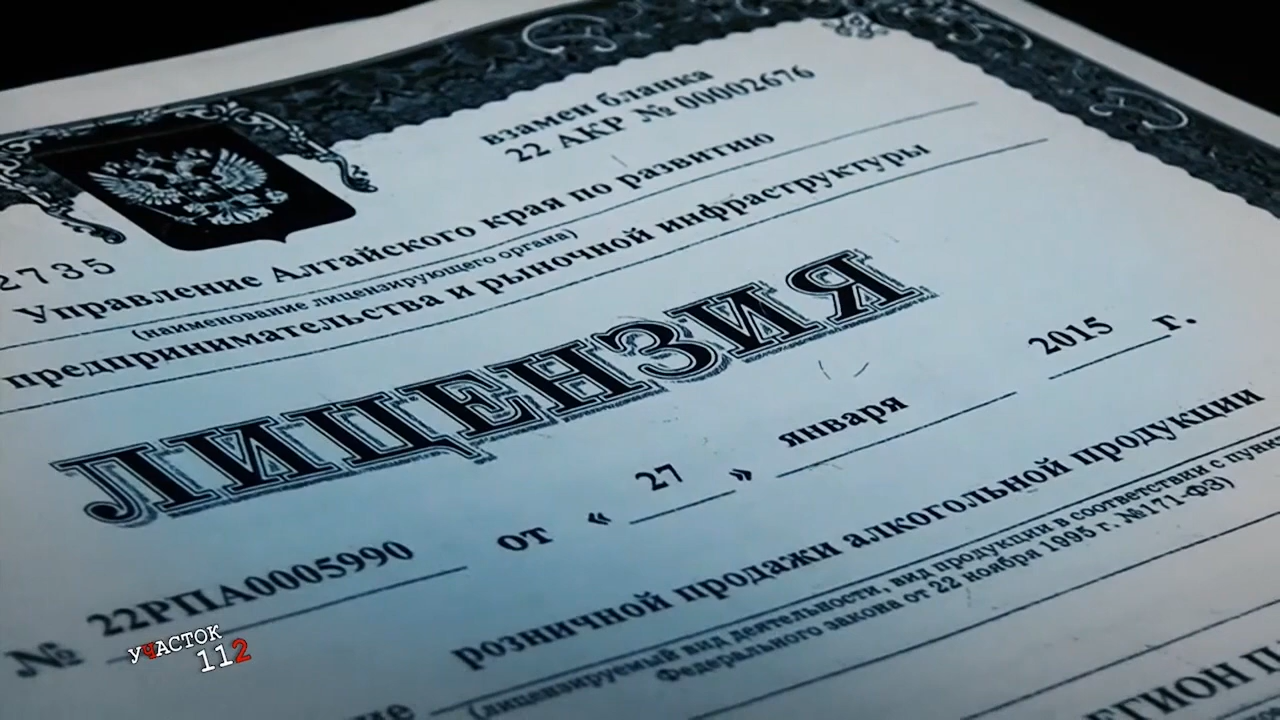 взамен бланка
22 АКР № 00002676
2735
Управление Алтайского края по развитию
(наименование лицензирующего органа)
предпринимательства и рыночной инфраструктуры
ЛИЦЕНЗИЯ
№ 22РПА0005990 от « 27 » января 2015 г.
розничной продажи алкогольной продукции
(лицензируемый вид деятельности, вид продукции в соответствии с
Федерального закона от 22 ноября 1995 г. №171-ФЗ)
УЧАСТОК
112